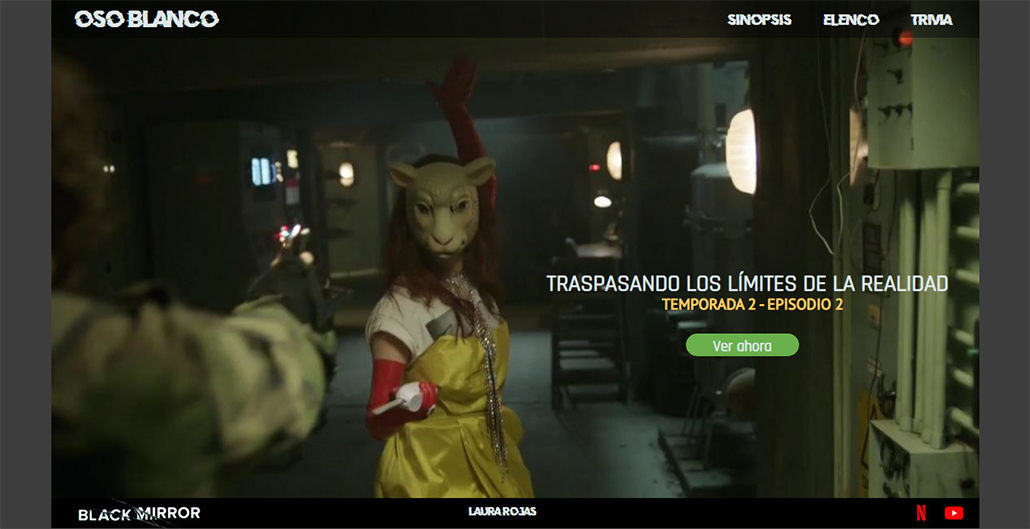 OSO BLANCO
SINOPSIS ELENCO TRIVIA
TRASPASANDO LOS LÍMITES DE LA REALIDAD
TEMPORADA 2 - EPISODIO 2
Ver ahora
BLACK MIRROR
LAURA ROJAS
N